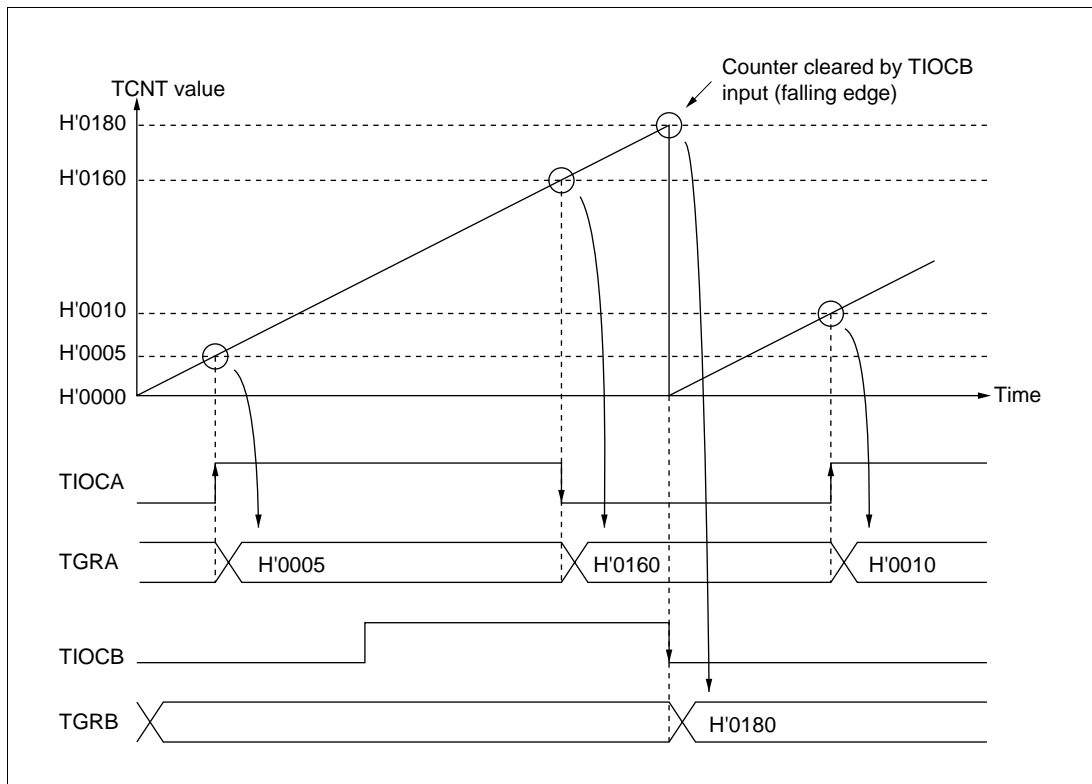 Counter cleared by TIOCB
input (falling edge)
TCNT value
H'0180
H'0160
H'0010
H'0005
H'0000
Time
TIOCA
TGRA
H'0005
H'0160
H'0010
TIOCB
TGRB
H'0180